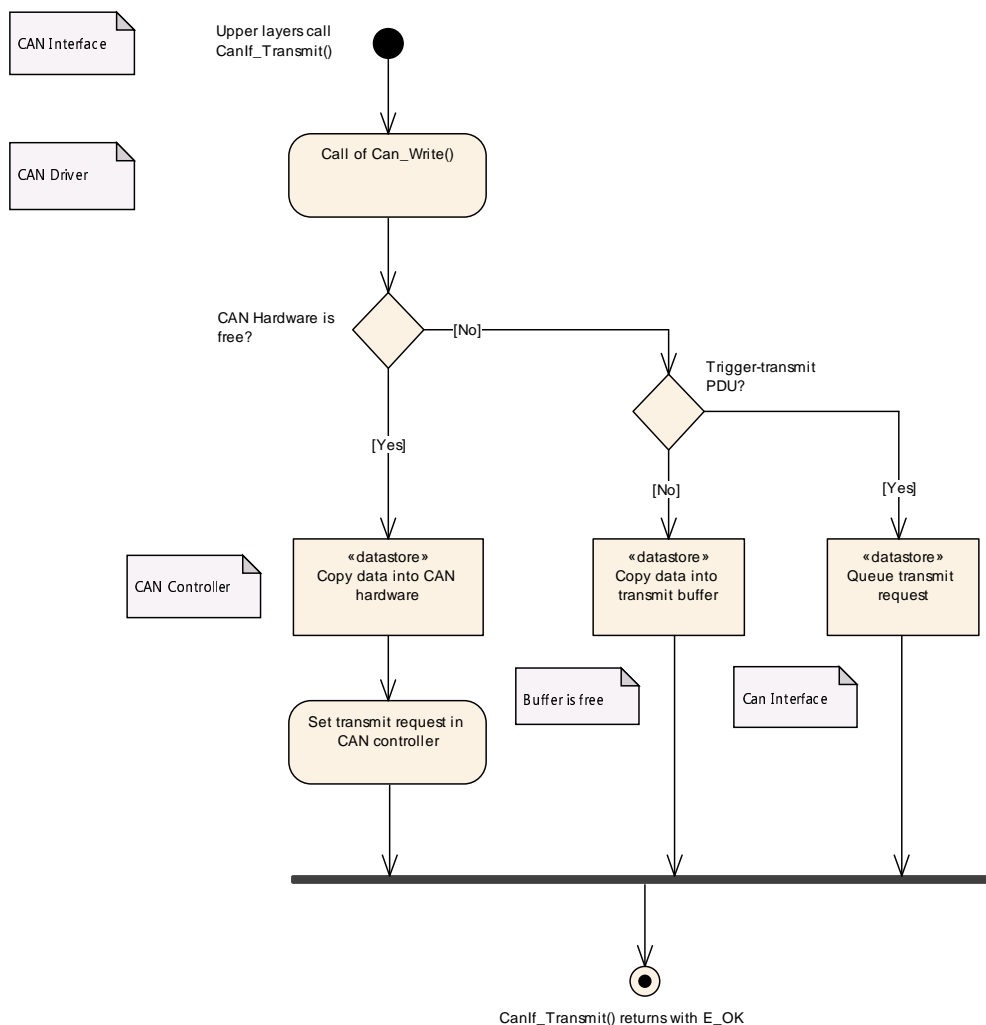 CAN Interface
Upper layers call
CanIf_Transmit()
Call of Can_Write()
CAN Driver
CAN Hardware is
free?
[No]
Trigger-transmit
PDU?
[Yes]
[No]
[Yes]
«datastore»
Copy data into CAN
hardware
«datastore»
Copy data into
transmit buffer
«datastore»
Queue transmit
request
CAN Controller
Buffer is free
Can Interface
Set transmit request in
CAN controller
CanIf_Transmit() returns with E_OK